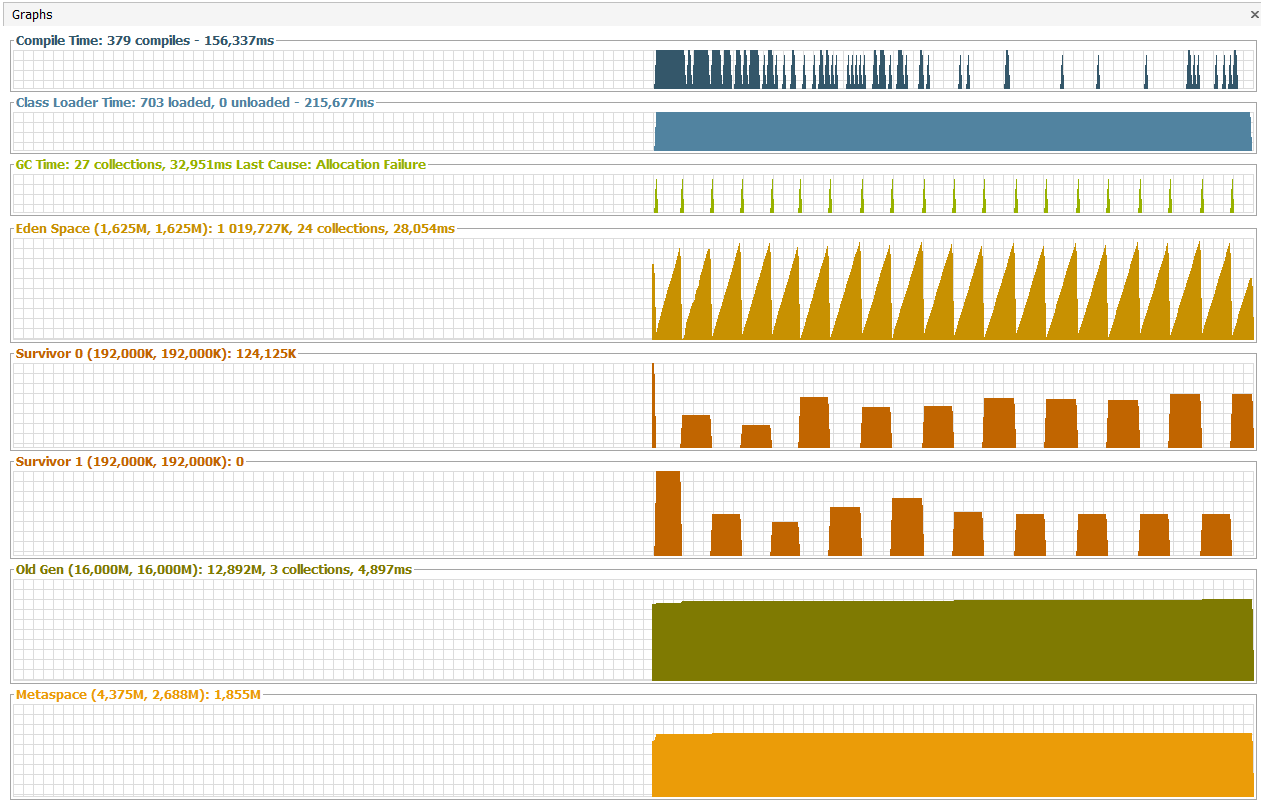 Graphs
Compile Time: 379 compiles - 156,337ms
Class Loader Time: 703 loaded, 0 unloaded - 215,677ms
GC Time: 27 collections, 32,951ms Last Cause: Allocation Failure
Eden Space (1,625M, 1,625M): 1 019,727K, 24 collections, 28,054ms
Survivor 0 (192,000K, 192,000K): 124,125K
Survivor 1 (192,000K, 192,000K): 0
Old Gen (16,000M, 16,000M): 12,892M, 3 collections, 4,897ms
Metaspace (4,375M, 2,688M): 1,855M